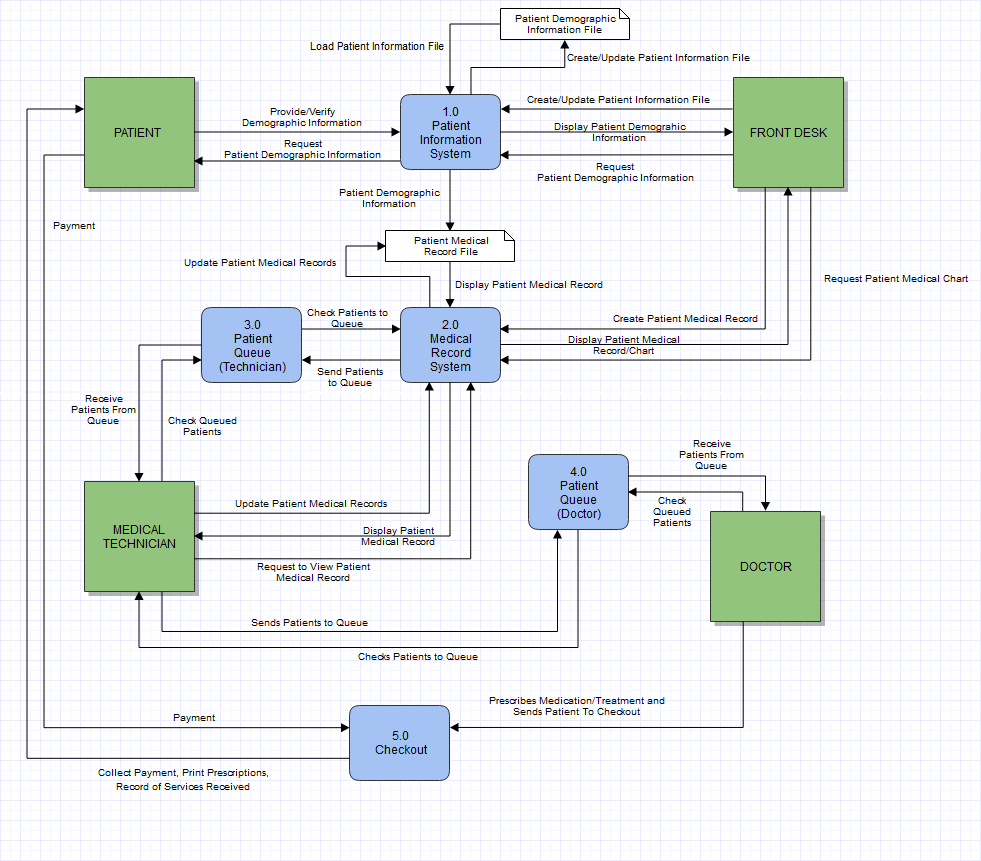 Patient Demographic
Information File
Load Patient Information File
Create/Update Patient Information File
PATIENT
Provide/Verify
Demographic Information
Request
Patient Demographic Information
1.0
Patient
Information
System
Create/Update Patient Information File
Display Patient Demograhic
Information
Request
Patient Demographic Information
FRONT DESK
Patient Demographic
Information
Payment
Patient Medical
Record File
Update Patient Medical Records
Display Patient Medical Record
Request Patient Medical Chart
3.0
Patient
Queue
(Technician)
Check Patients to
Queue
Send Patients
to Queue
2.0
Medical
Record
System
Create Patient Medical Record
Display Patient Medical
Record/Chart
Receive
Patients From
Queue
Check Queued
Patients
Receive
Patients From
Queue
4.0
Patient
Queue
(Doctor)
Check
Queued
Patients
MEDICAL
TECHNICIAN
Update Patient Medical Records
Display Patient
Medical Record
Request to View Patient
Medical Record
DOCTOR
Sends Patients to Queue
Checks Patients to Queue
Prescribes Medication/Treatment and
Sends Patient To Checkout
Payment
5.0
Checkout
Collect Payment, Print Prescriptions,
Record of Services Received